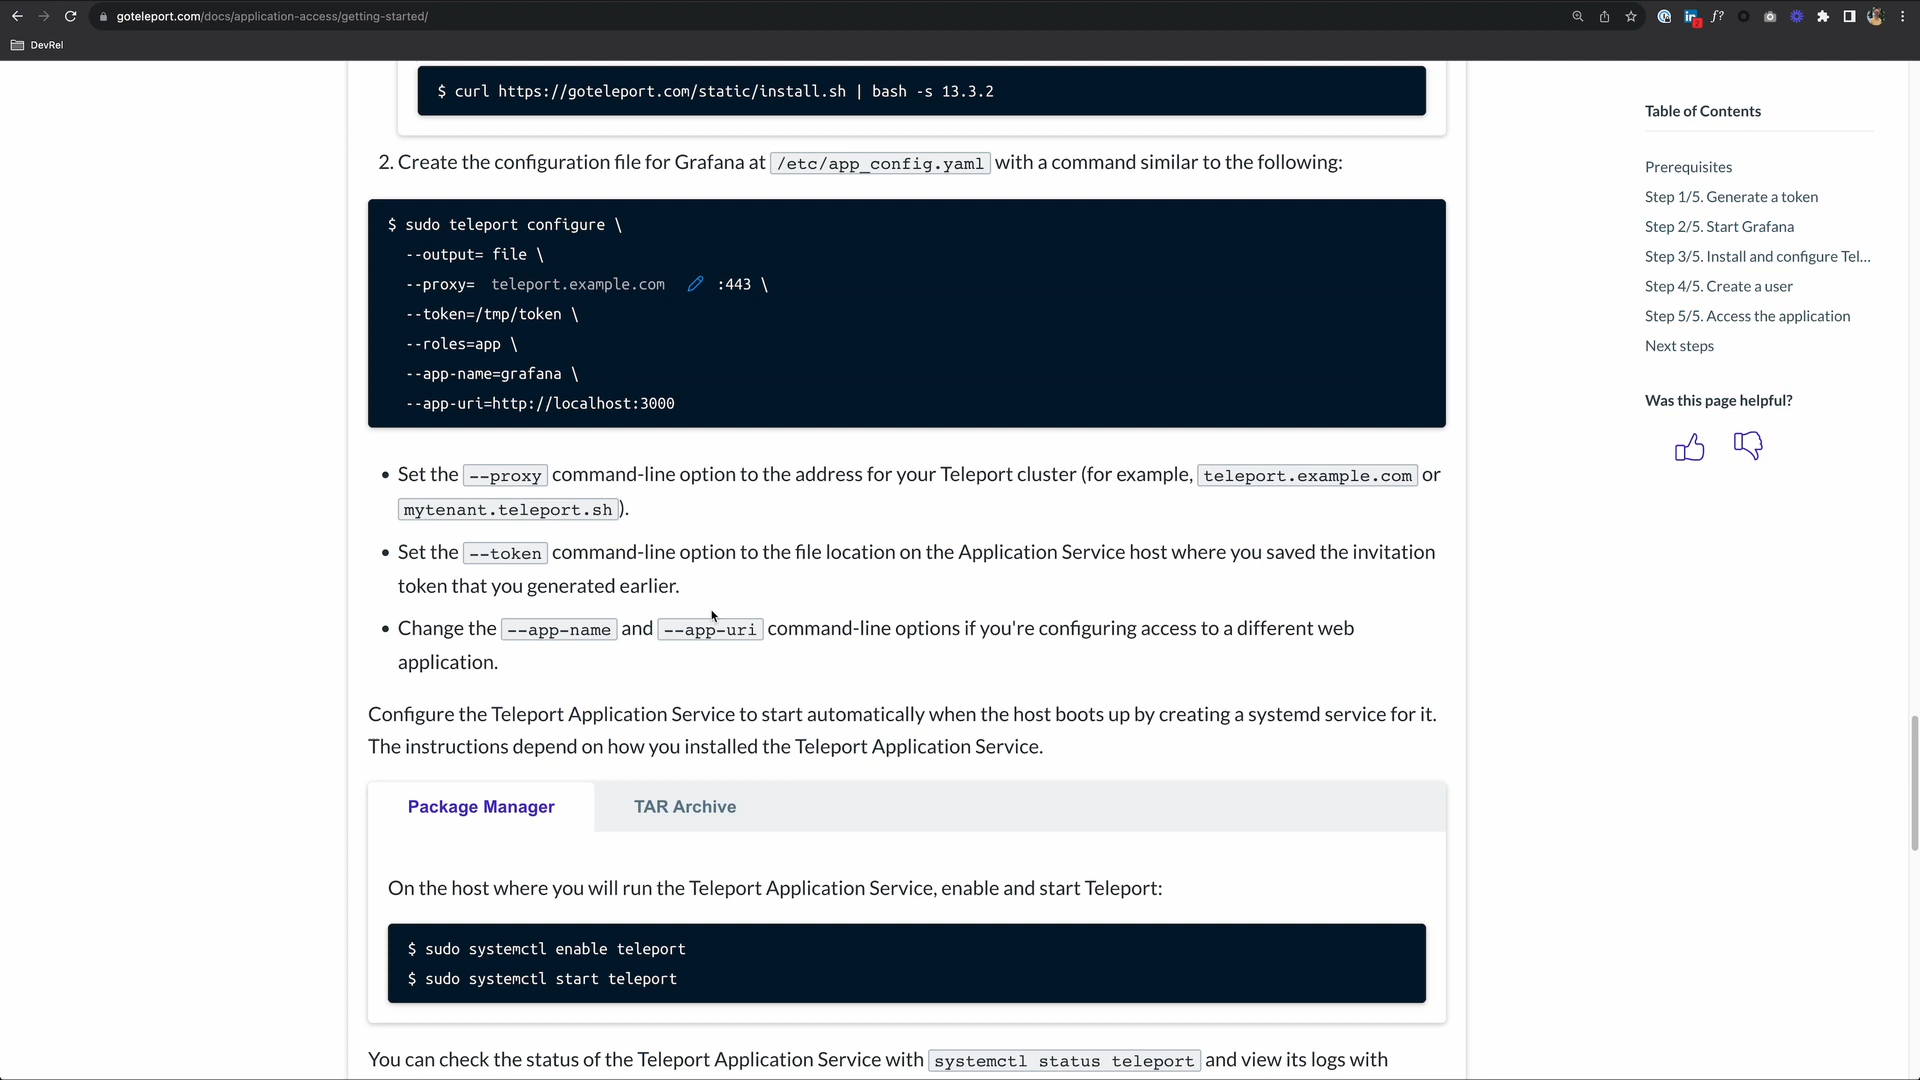 goteleport.com/docs/application-access/getting-started/
f?
2
DevRel
$ curl https://goteleport.com/static/install.sh | bash -s 13.3.2
2. Create the configuration file for Grafana at /etc/app_config.yaml with a command similar to the following:
$ sudo teleport configure \
--output= file \
--proxy= teleport.example.com :443 \
--token=/tmp/token \
--roles=app \
--app-name=grafana \
--app-uri=http://localhost:3000
• Set the --proxy command-line option to the address for your Teleport cluster (for example, teleport.example.com or
mytenant.teleport.sh).
• Set the --token command-line option to the file location on the Application Service host where you saved the invitation
token that you generated earlier.
• Change the --app-name and --app-uri command-line options if you're configuring access to a different web
application.
Configure the Teleport Application Service to start automatically when the host boots up by creating a systemd service for it.
The instructions depend on how you installed the Teleport Application Service.
Package Manager TAR Archive
On the host where you will run the Teleport Application Service, enable and start Teleport:
$ sudo systemctl enable teleport
$ sudo systemctl start teleport
You can check the status of the Teleport Application Service with systemctl status teleport and view its logs with
Table of Contents
Prerequisites
Step 1/5. Generate a token
Step 2/5. Start Grafana
Step 3/5. Install and configure Tel...
Step 4/5. Create a user
Step 5/5. Access the application
Next steps
Was this page helpful?